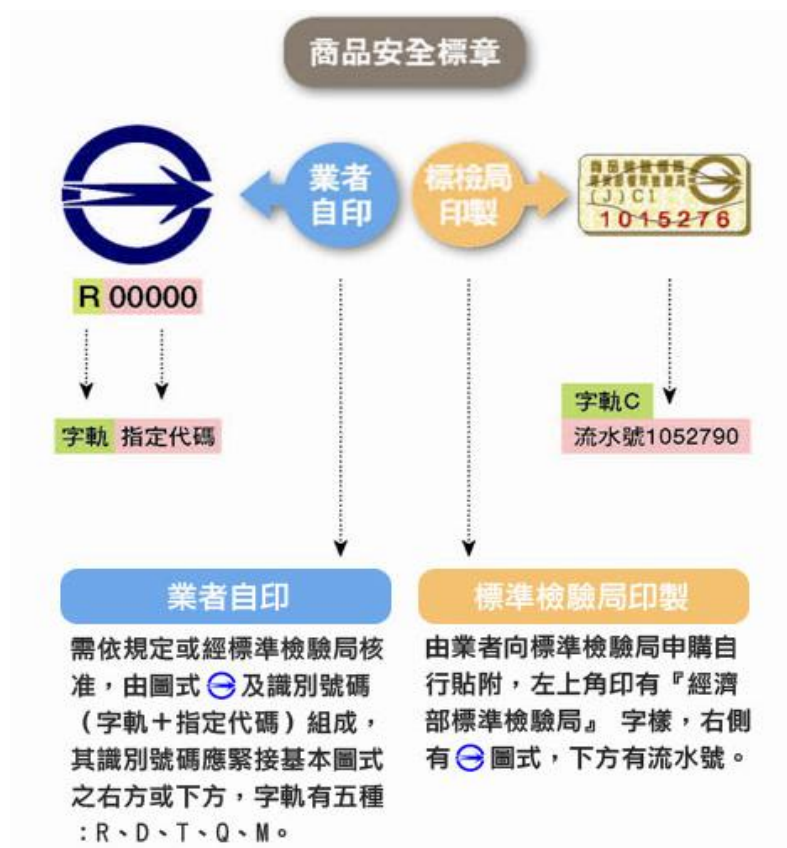 商品安全標章
業者
自印
標檢局
印製
商品檢驗標識
(J)CI
1015276
R 00000
字軌 指定代碼
字軌C
流水號1052790
業者自印
需依規定或經標準檢驗局核
准，由圖式及識別號碼
（字軌＋指定代碼）組成，
其識別號碼應緊接基本圖式
之右方或下方，字軌有五種
：R、D、T、Q、M。
標準檢驗局印製
由業者向標準檢驗局申購自
行貼附，左上角印有『經濟
部標準檢驗局』 字樣，右側
有圖式，下方有流水號。